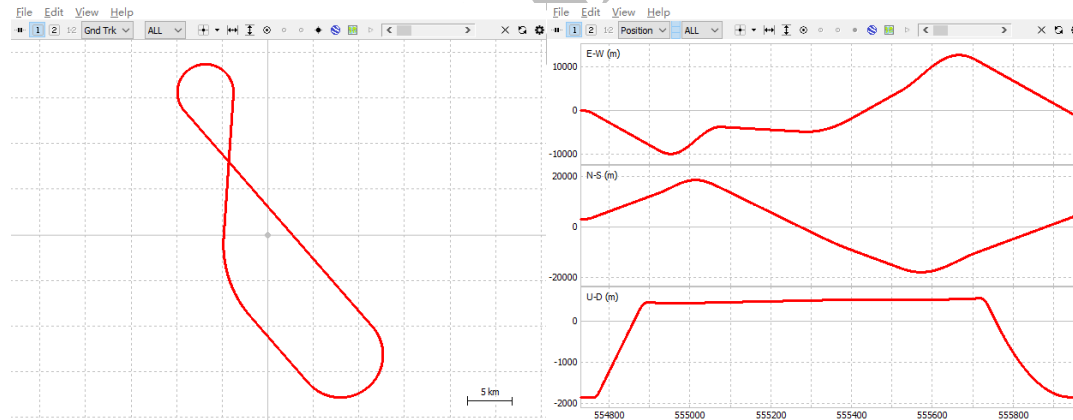 File Edit View Help File Edit View Help
1 2 1-2 Gnd Trk ALL 1 2 1-2 Position ALL
E-W (m)
10000
0
-10000
N-S (m)
20000
0
-20000
U-D (m)
0
-1000
-2000
5 km
554800 555000 555200 555400 555600 555800